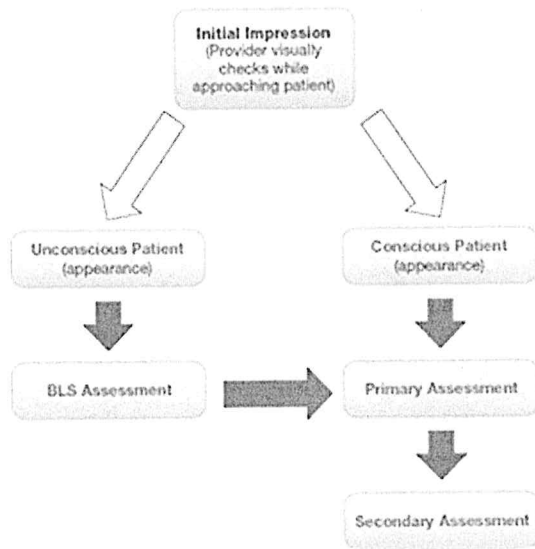 Initial Impression
(Provider visually
checks while
approaching patient)
Unconscious Patient
(appearance)
Conscious Patient
(appearance)
BLS Assessment
Primary Assessment
Secondary Assessment